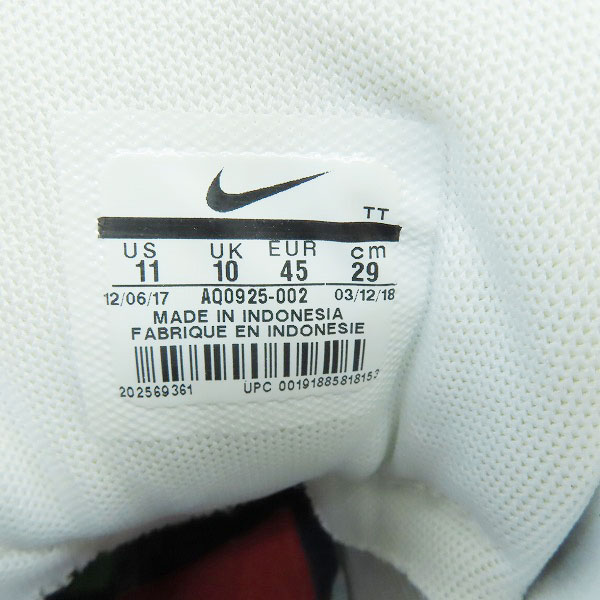 TT
US UK EUR cm
11 10 45 29
12/06/17 AQ0925-002 03/12/18
MADE IN INDONESIA
FABRIQUE EN INDONESIE
202569361 UPC 00191885818153